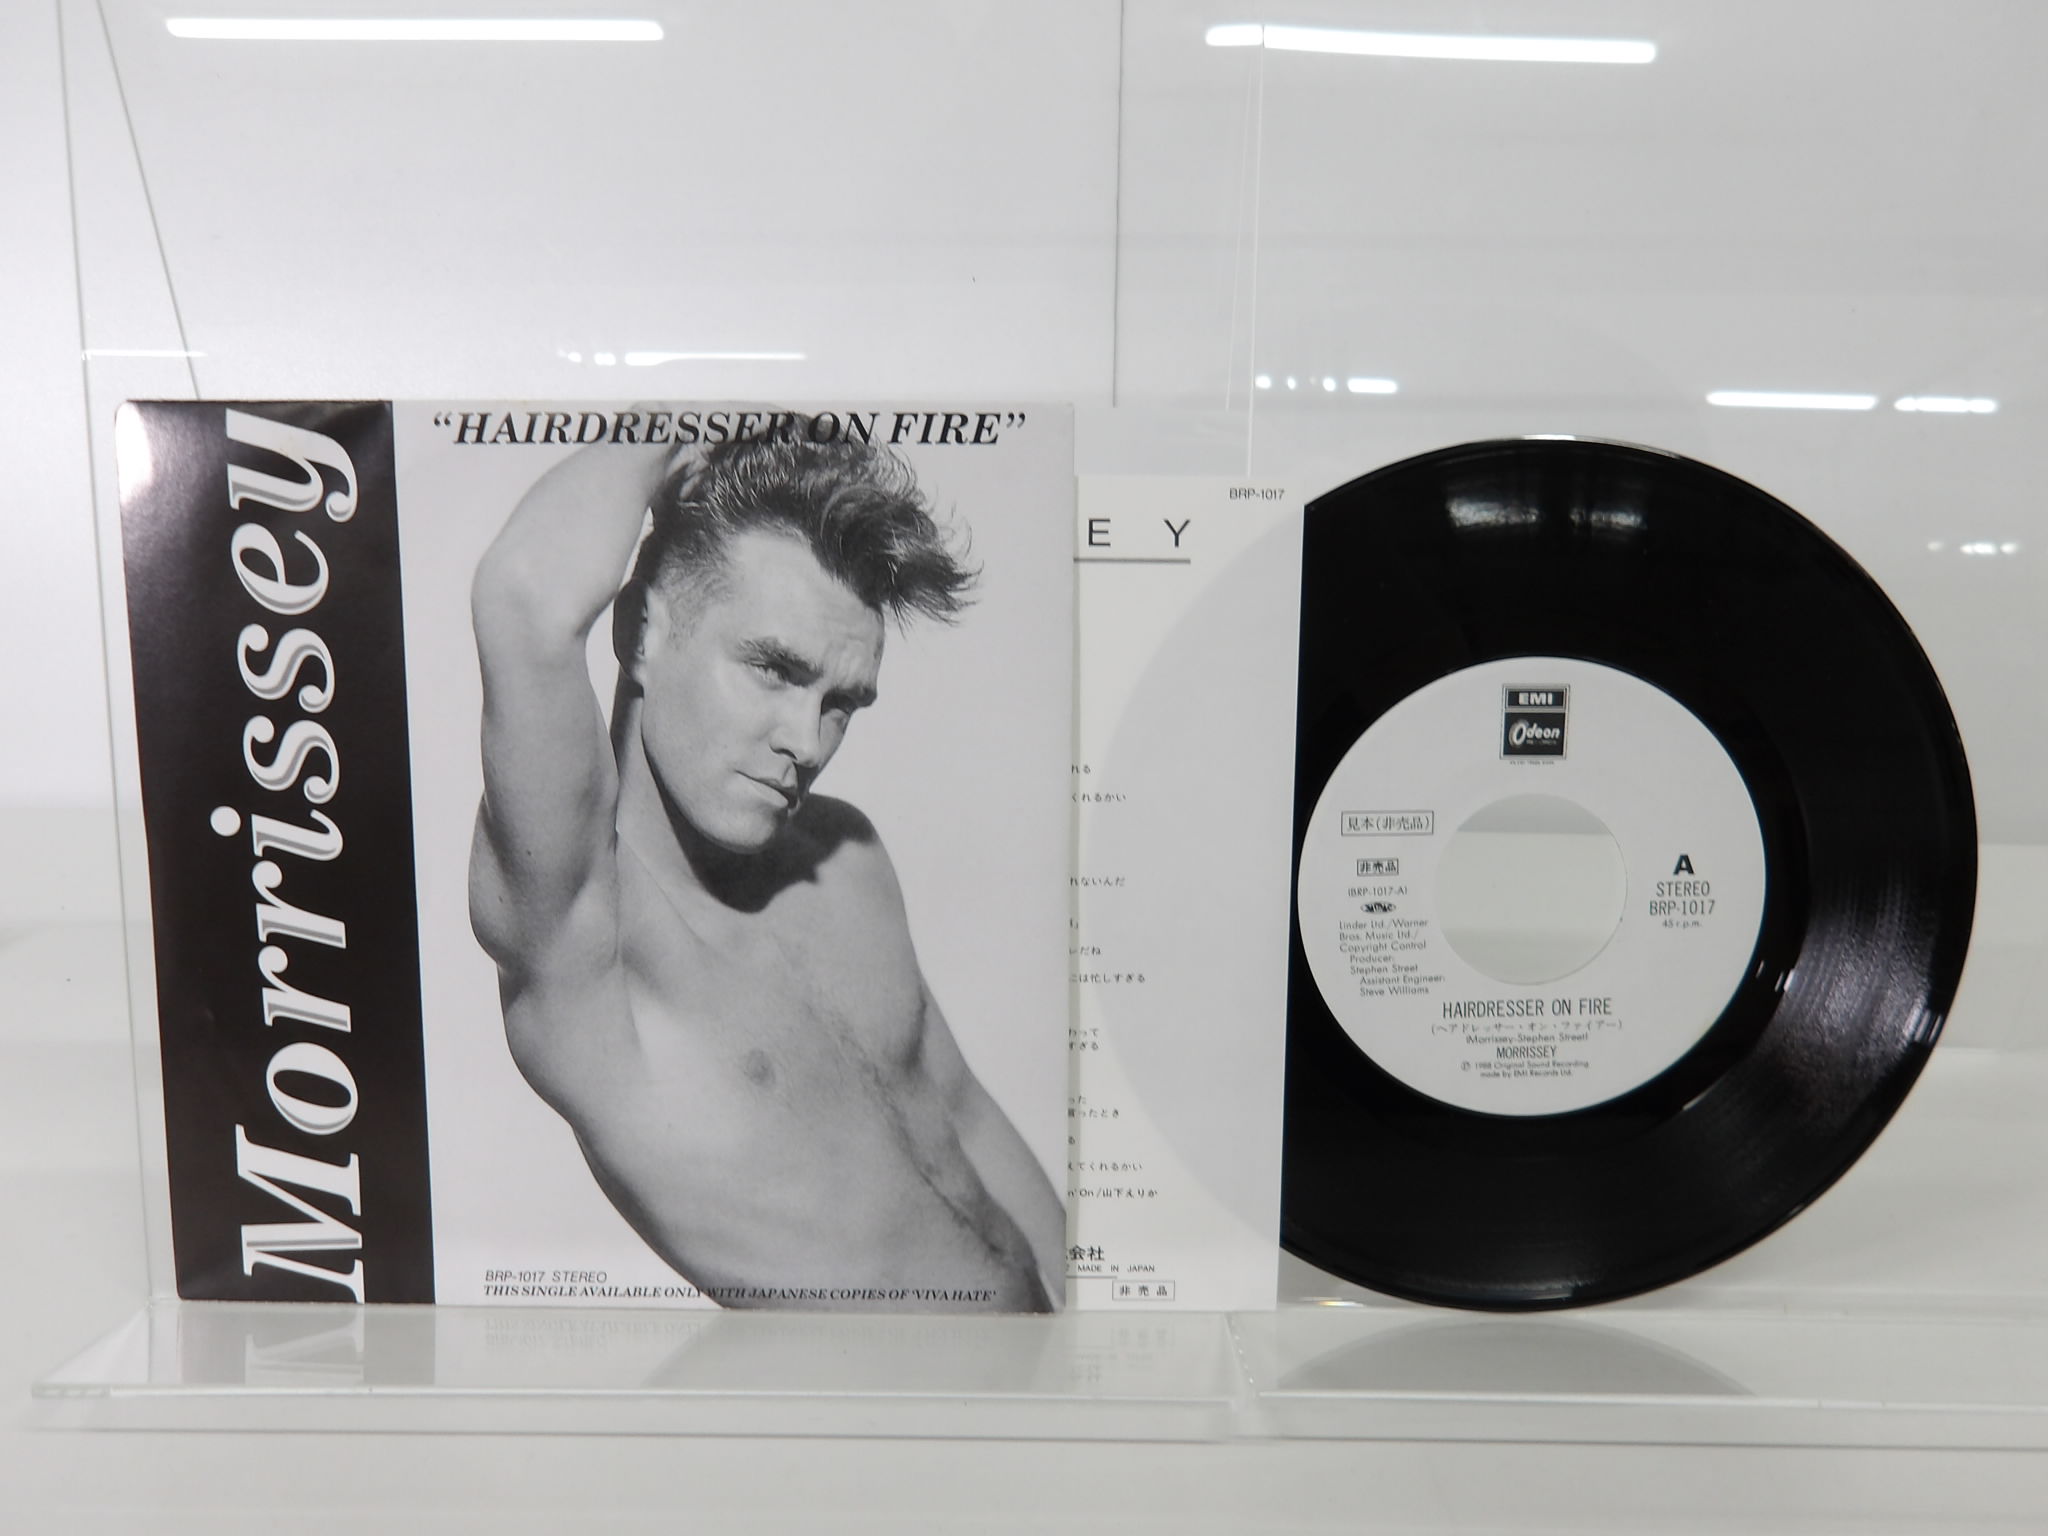 Morrissey
“HAIRDRESSER ON FIRE”
BRP-1017 STEREO
THIS SINGLE AVAILABLE ONLY WITH JAPANESE COPIES OF ‘VIVA HATE’
BRP-1017
E Y
れる
くれるかい
れないんだ
」
レだね
には忙しすぎる
わって
すぎる
った
言ったとき
る
えてくれるかい
n' On/山下えりか
会社
MADE IN JAPAN
非売品
EMI
Odeon
見本(非売品)
非売品
(BRP-1017-A)
Linder Ltd./Warner
Bros. Music Ltd./
Copyright Control
Producer:
Stephen Street
Assistant Engineer:
Steve Williams
A
STEREO
BRP-1017
45 r.p.m.
HAIRDRESSER ON FIRE
(ヘアドレッサー・オン・ファイアー)
(Morrissey-Stephen Street)
MORRISSEY
Ⓟ 1988 Original Sound Recording
made by EMI Records Ltd.